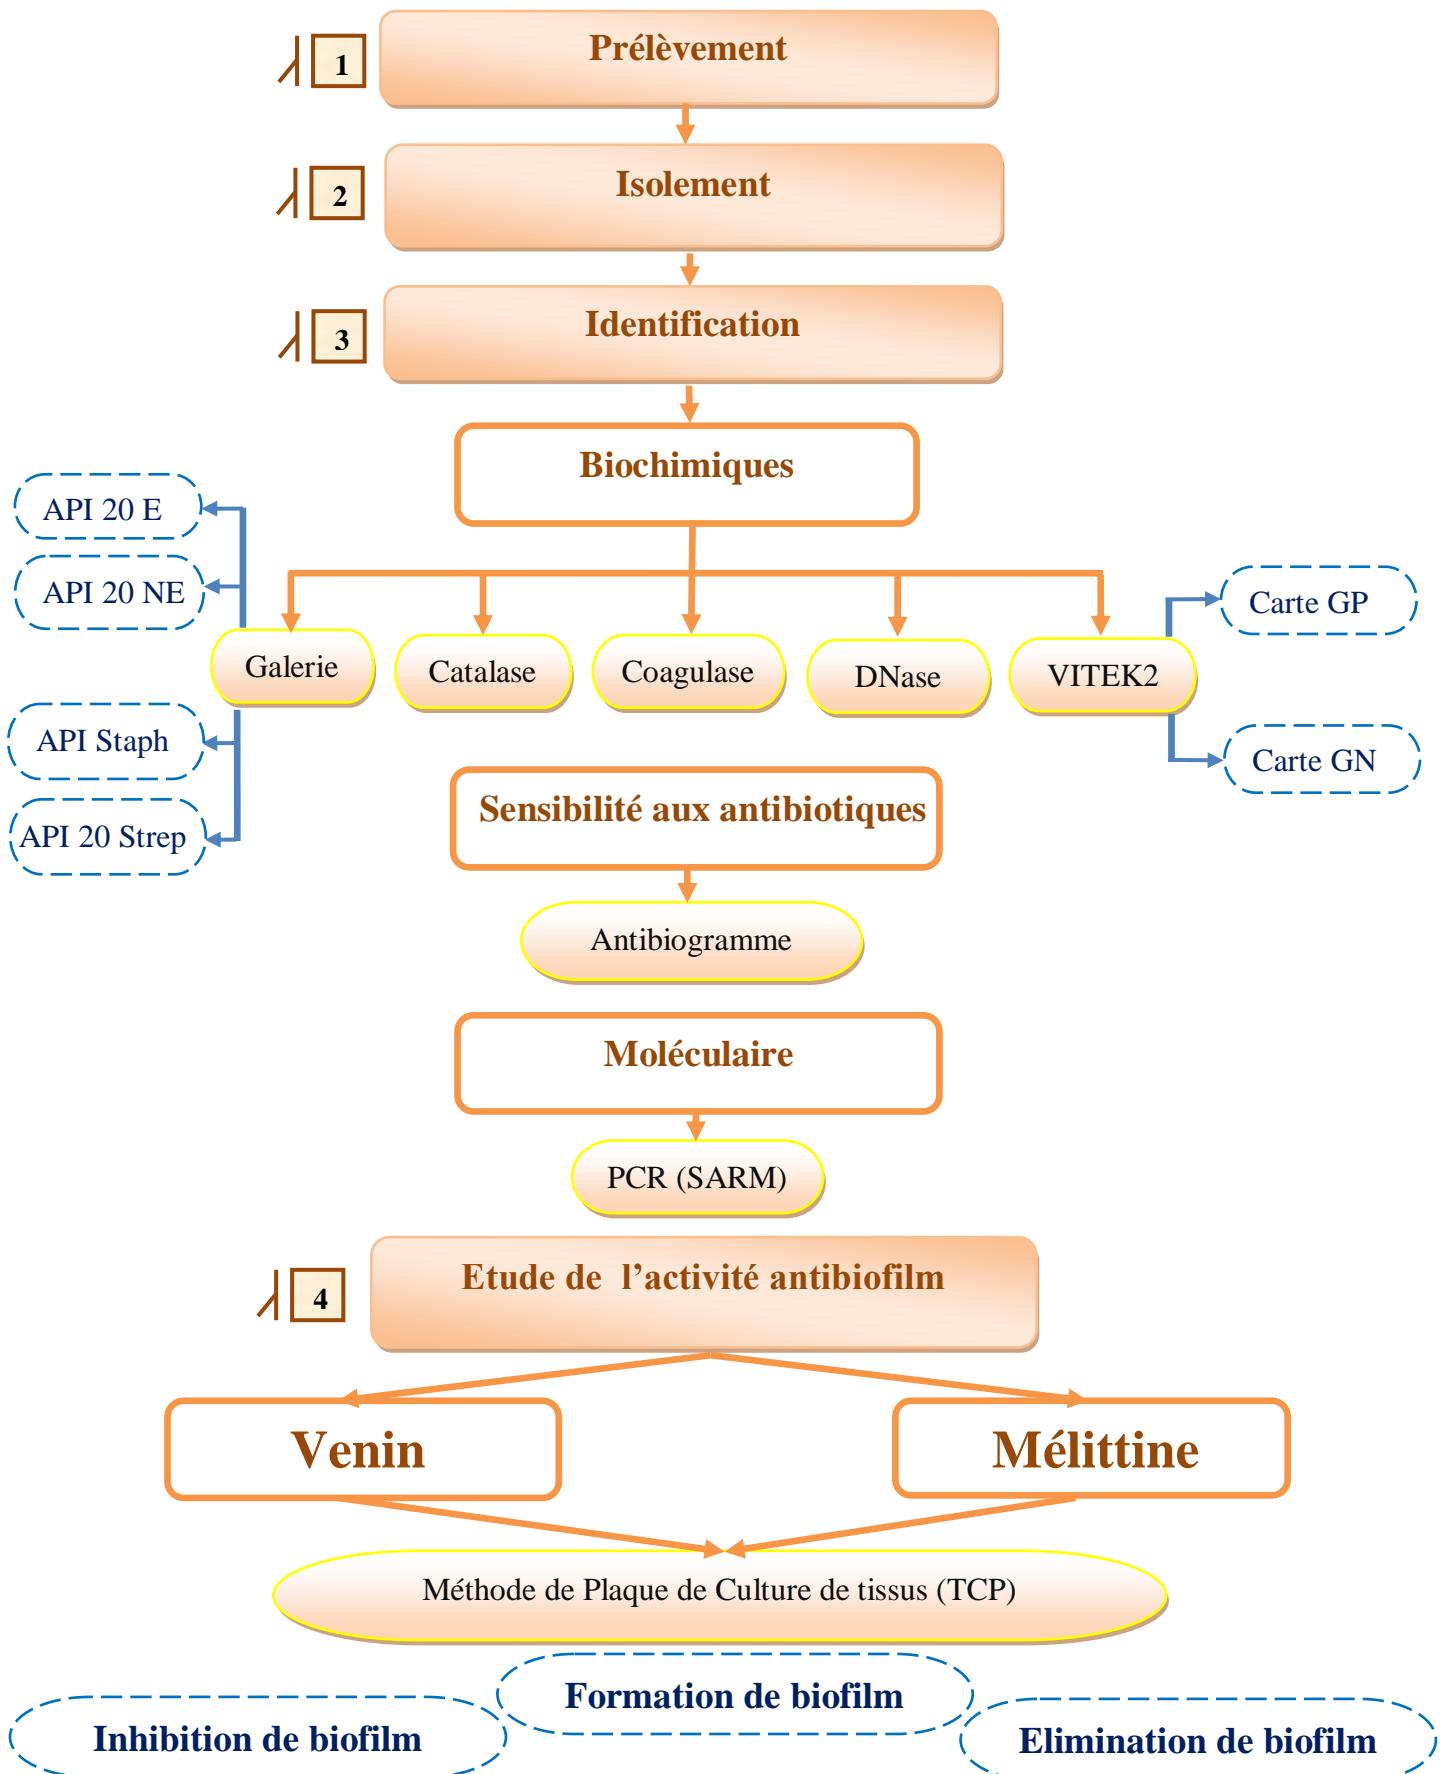 1
Prélèvement
2
Isolement
3
Identification
Biochimiques
API 20 E
API 20 NE
Carte GP
Galerie
Catalase
Coagulase
DNase
VITEK2
API Staph
Carte GN
Sensibilité aux antibiotiques
API 20 Strep
Antibiogramme
Moléculaire
PCR (SARM)
4
Etude de l’activité antibiofilm
Venin
Mélittine
Méthode de Plaque de Culture de tissus (TCP)
Formation de biofilm
Inhibition de biofilm
Elimination de biofilm